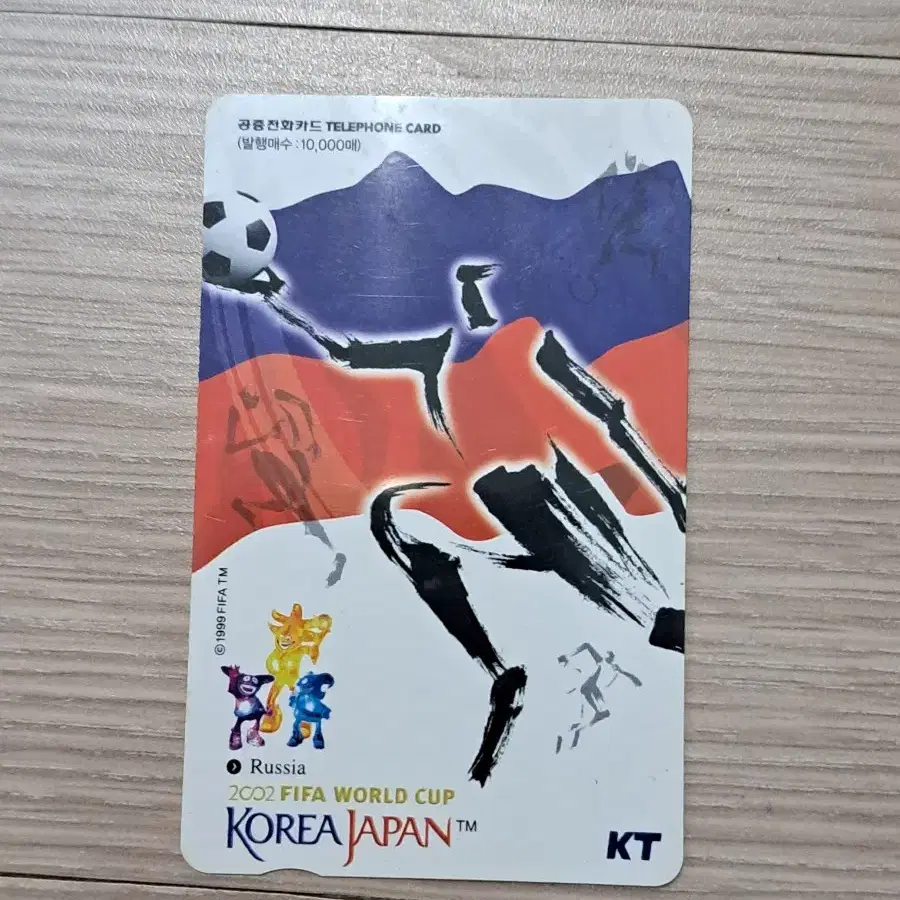 공중전화카드 TELEPHONE CARD
(발행매수 : 10,000매)
© 1999 FIFA TM
Russia
2002 FIFA WORLD CUP
KOREA JAPAN™
KT